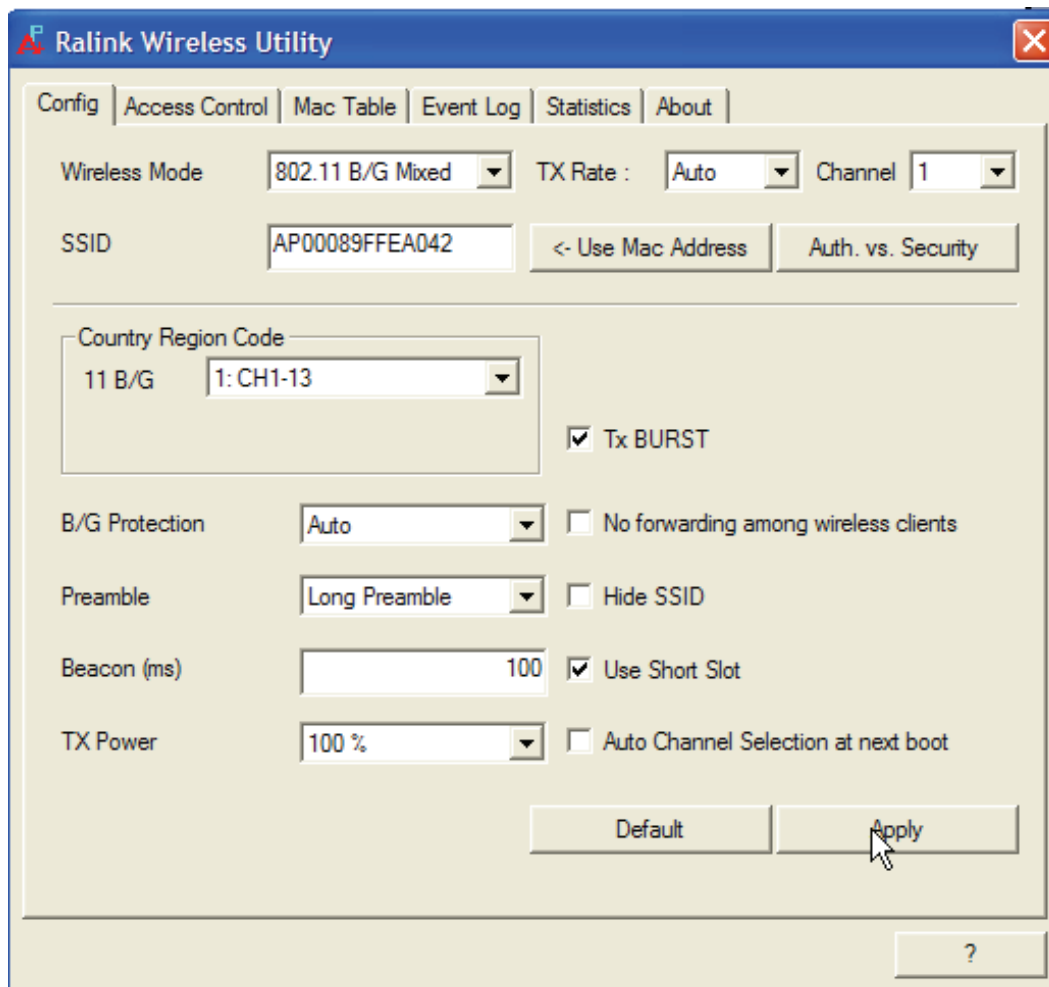 Ralink Wireless Utility
Config Access Control Mac Table Event Log Statistics About
Wireless Mode 802.11 B/G Mixed TX Rate : Auto Channel 1
SSID AP00089FFEA042 <- Use Mac Address Auth. vs. Security
Country Region Code
11 B/G 1: CH1-13
Tx BURST
B/G Protection Auto No forwarding among wireless clients
Preamble Long Preamble Hide SSID
Beacon (ms) 100 Use Short Slot
TX Power 100 % Auto Channel Selection at next boot
Default Apply
?